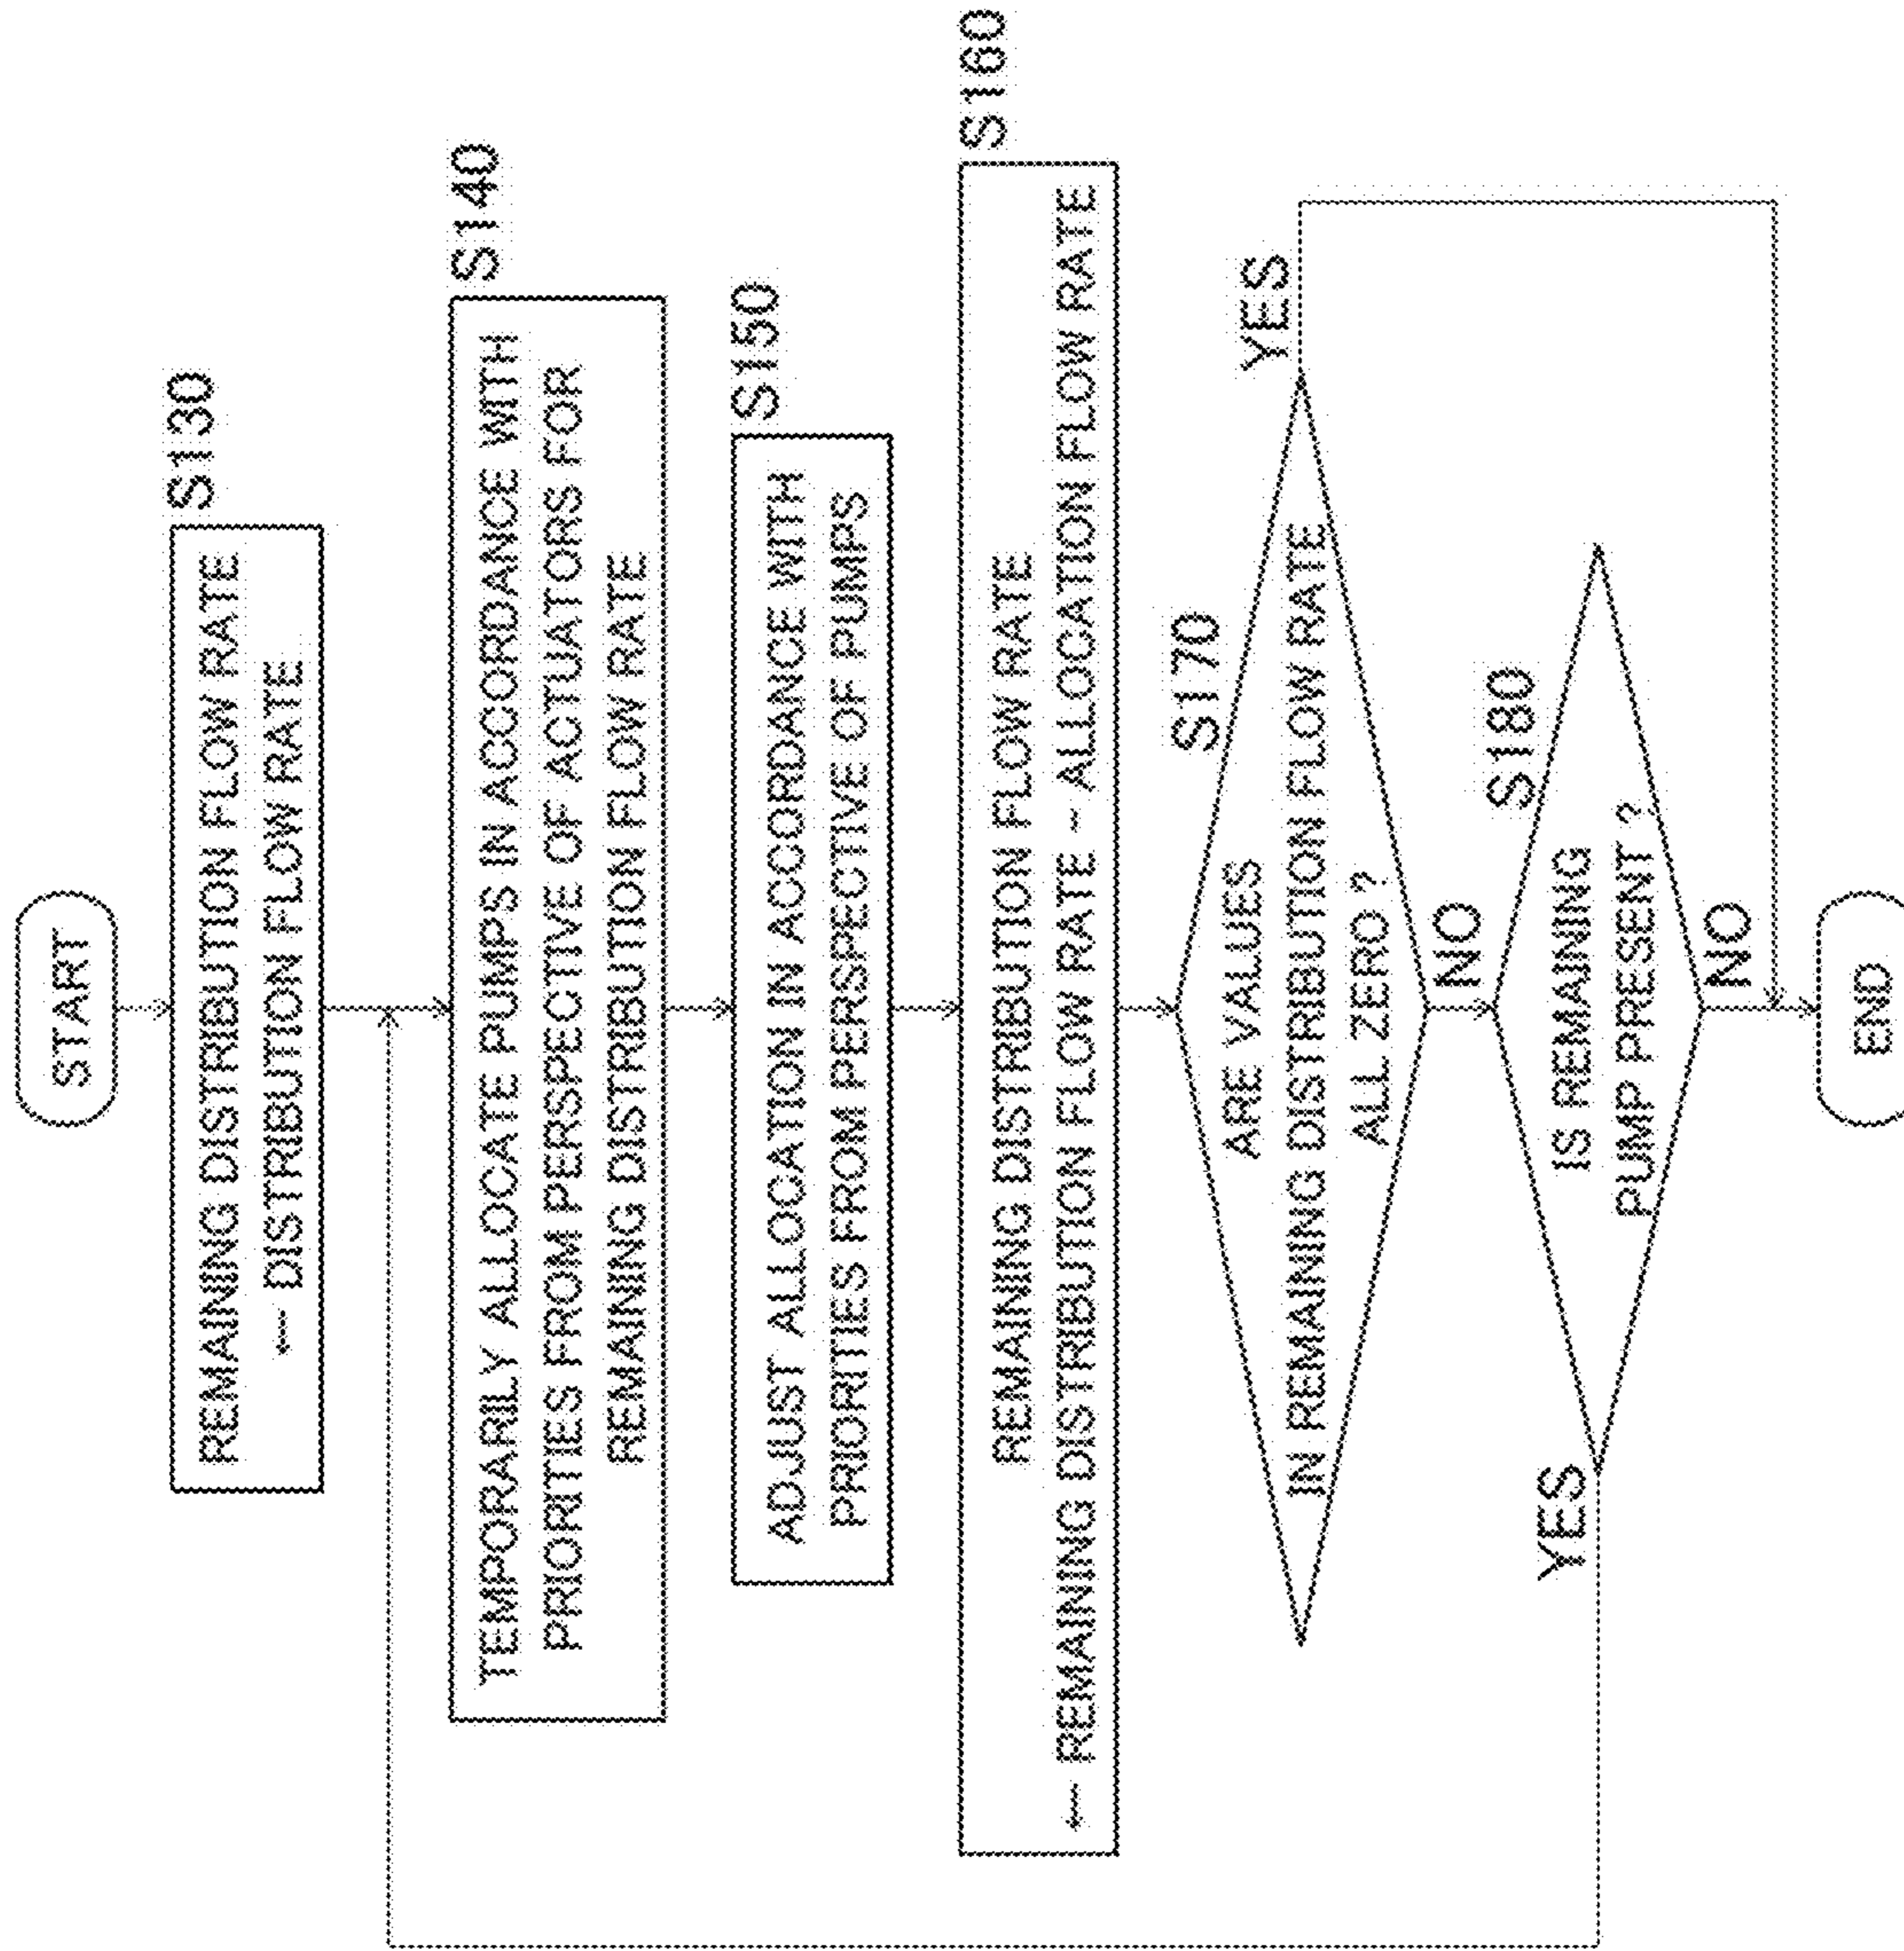 START
S130
REMAINING DISTRIBUTION FLOW RATE
← DISTRIBUTION FLOW RATE
S140
TEMPORARILY ALLOCATE PUMPS IN ACCORDANCE WITH
PRIORITIES FROM PERSPECTIVE OF ACTUATORS FOR
REMAINING DISTRIBUTION FLOW RATE
S150
ADJUST ALLOCATION IN ACCORDANCE WITH
PRIORITIES FROM PERSPECTIVE OF PUMPS
S160
REMAINING DISTRIBUTION FLOW RATE
← REMAINING DISTRIBUTION FLOW RATE - ALLOCATION FLOW RATE
S170
ARE VALUES
IN REMAINING DISTRIBUTION FLOW RATE
ALL ZERO ?
YES
NO
S180
IS REMAINING
PUMP PRESENT ?
YES
NO
END